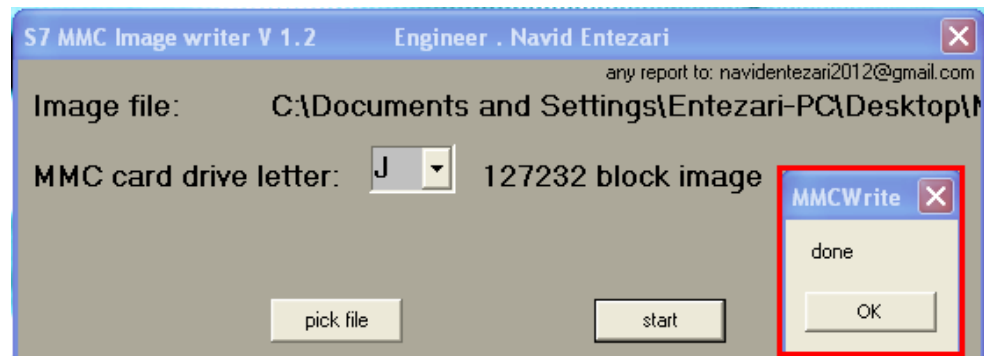 S7 MMC Image writer V 1.2 Engineer . Navid Entezari
any report to: navidentezari2012@gmail.com
Image file: C:\Documents and Settings\Entezari-PC\Desktop\
MMC card drive letter: J 127232 block image
MMCWrite
done
pick file start OK